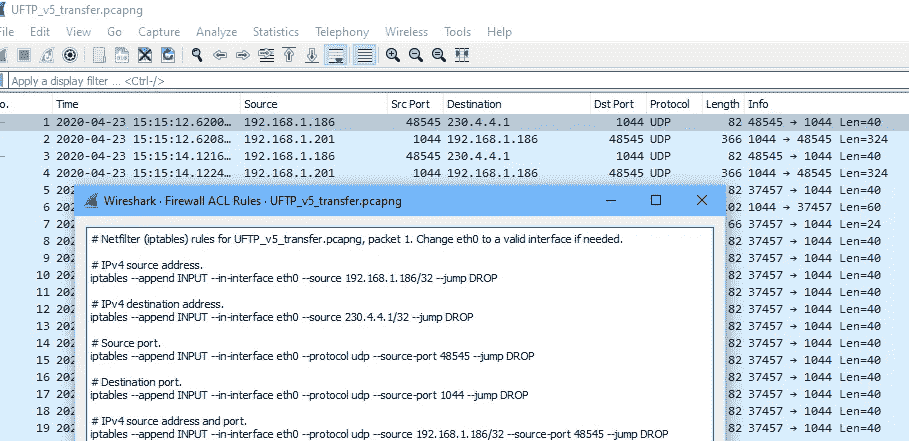 UFTP_v5_transfer.pcapng
File Edit View Go Capture Analyze Statistics Telephony Wireless Tools Help
Apply a display filter ... <Ctrl-/>
o. Time Source Src Port Destination Dst Port Protocol Length Info
1 2020-04-23 15:15:12.6200… 192.168.1.186 48545 230.4.4.1 1044 UDP 82 48545 → 1044 Len=40
2 2020-04-23 15:15:12.6208… 192.168.1.201 1044 192.168.1.186 48545 UDP 366 1044 → 48545 Len=324
3 2020-04-23 15:15:14.1216… 192.168.1.186 48545 230.4.4.1 1044 UDP 82 48545 → 1044 Len=40
4 2020-04-23 15:15:14.1224… 192.168.1.201 1044 192.168.1.186 48545 UDP 366 1044 → 48545 Len=324
5 202 82 37457 → 1044 Len=40
6 202 02 1044 → 37457 Len=60
7 202 66 37457 → 1044 Len=24
8 202 82 37457 → 1044 Len=40
9 202 82 37457 → 1044 Len=40
10 202 82 37457 → 1044 Len=40
11 202 82 37457 → 1044 Len=40
12 202 82 37457 → 1044 Len=40
13 202 82 37457 → 1044 Len=40
14 202 82 37457 → 1044 Len=40
15 202 82 37457 → 1044 Len=40
16 202 82 37457 → 1044 Len=40
17 202 82 37457 → 1044 Len=40
18 202 82 37457 → 1044 Len=40
19 202 82 37457 → 1044 Len=40
Wireshark · Firewall ACL Rules · UFTP_v5_transfer.pcapng
# Netfilter (iptables) rules for UFTP_v5_transfer.pcapng, packet 1. Change eth0 to a valid interface if needed.
# IPv4 source address.
iptables --append INPUT --in-interface eth0 --source 192.168.1.186/32 --jump DROP
# IPv4 destination address.
iptables --append INPUT --in-interface eth0 --source 230.4.4.1/32 --jump DROP
# Source port.
iptables --append INPUT --in-interface eth0 --protocol udp --source-port 48545 --jump DROP
# Destination port.
iptables --append INPUT --in-interface eth0 --protocol udp --source-port 1044 --jump DROP
# IPv4 source address and port.
iptables --append INPUT --in-interface eth0 --protocol udp --source 192.168.1.186/32 --source-port 48545 --jump DROP